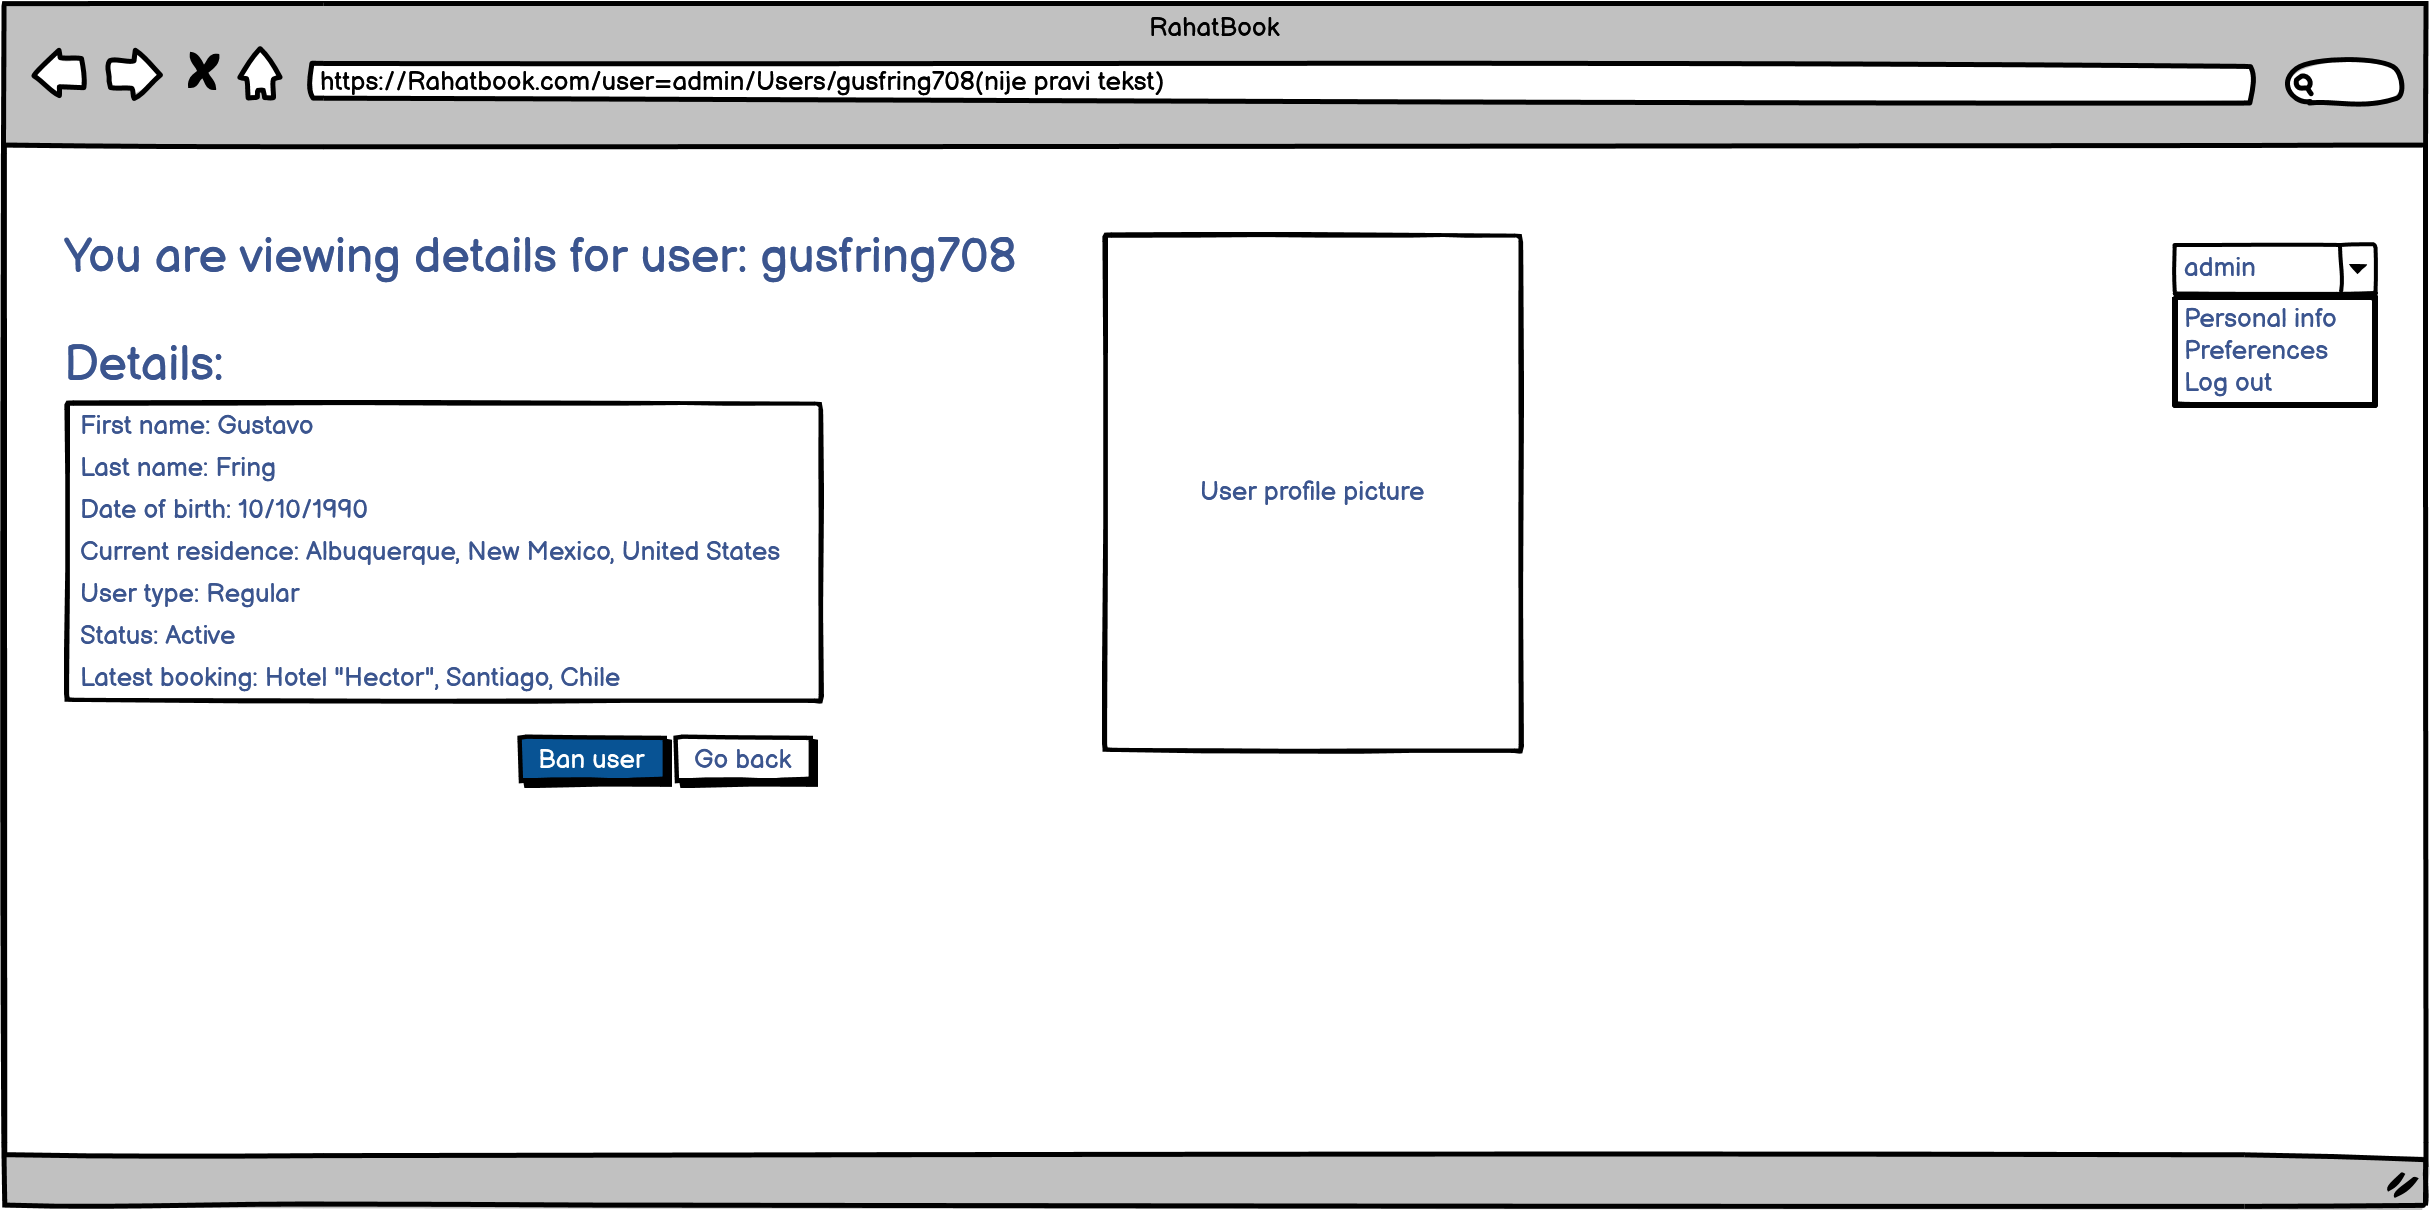 RahatBook
https://Rahatbook.com/user=admin/Users/gusfring708(nije pravi tekst)
You are viewing details for user: gusfring708
admin
Personal info
Preferences
Log out
Details:
First name: Gustavo
Last name: Fring
Date of birth: 10/10/1990
Current residence: Albuquerque, New Mexico, United States
User type: Regular
Status: Active
Latest booking: Hotel "Hector", Santiago, Chile
User profile picture
Ban user
Go back